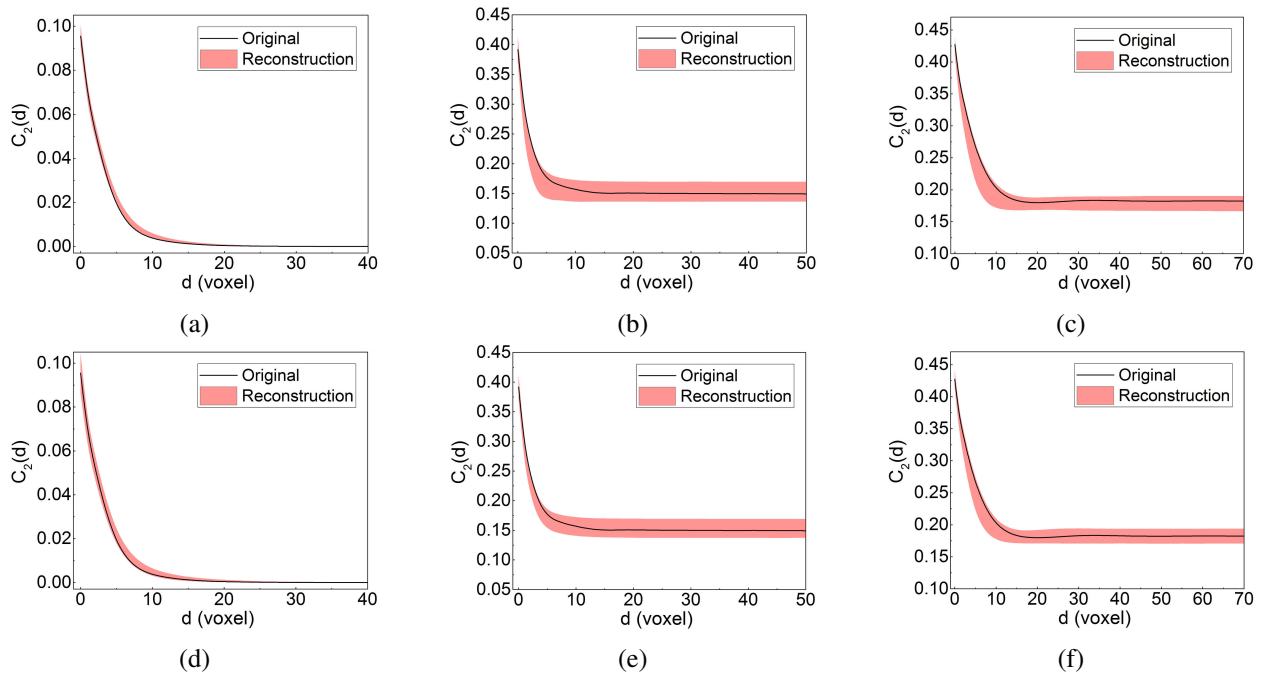 0.10
0.08
0.06
0.04
0.02
0.00
C2(d)
0 10 20 30 40
d (voxel)
Original
Reconstruction
(a)
0.45
0.40
0.35
0.30
0.25
0.20
0.15
0.10
0.05
C2(d)
0 10 20 30 40 50
d (voxel)
Original
Reconstruction
(b)
0.45
0.40
0.35
0.30
0.25
0.20
0.15
0.10
C2(d)
0 10 20 30 40 50 60 70
d (voxel)
Original
Reconstruction
(c)
0.10
0.08
0.06
0.04
0.02
0.00
C2(d)
0 10 20 30 40
d (voxel)
Original
Reconstruction
(d)
0.45
0.40
0.35
0.30
0.25
0.20
0.15
0.10
0.05
C2(d)
0 10 20 30 40 50
d (voxel)
Original
Reconstruction
(e)
0.45
0.40
0.35
0.30
0.25
0.20
0.15
0.10
C2(d)
0 10 20 30 40 50 60 70
d (voxel)
Original
Reconstruction
(f)